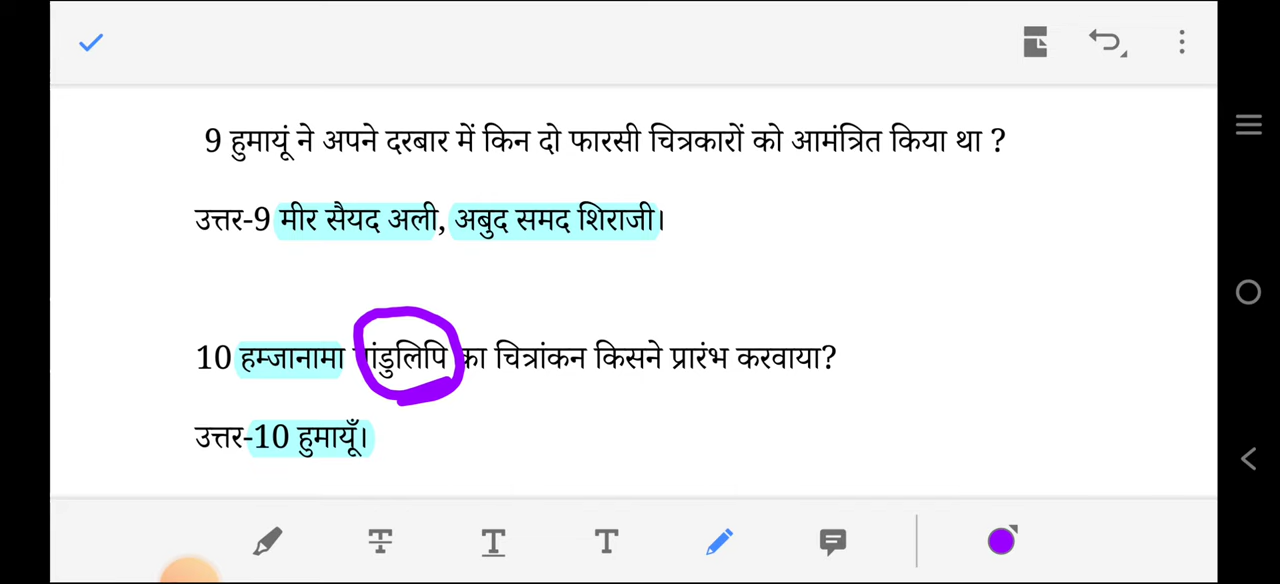 9 हुमायूं ने अपने दरबार में किन दो फारसी चित्रकारों को आमंत्रित किया था ?
उत्तर-9 मीर सैयद अली, अबुद समद शिराजी।
10 हम्जानामा पांडुलिपि का चित्रांकन किसने प्रारंभ करवाया?
उत्तर-10 हुमायूँ।